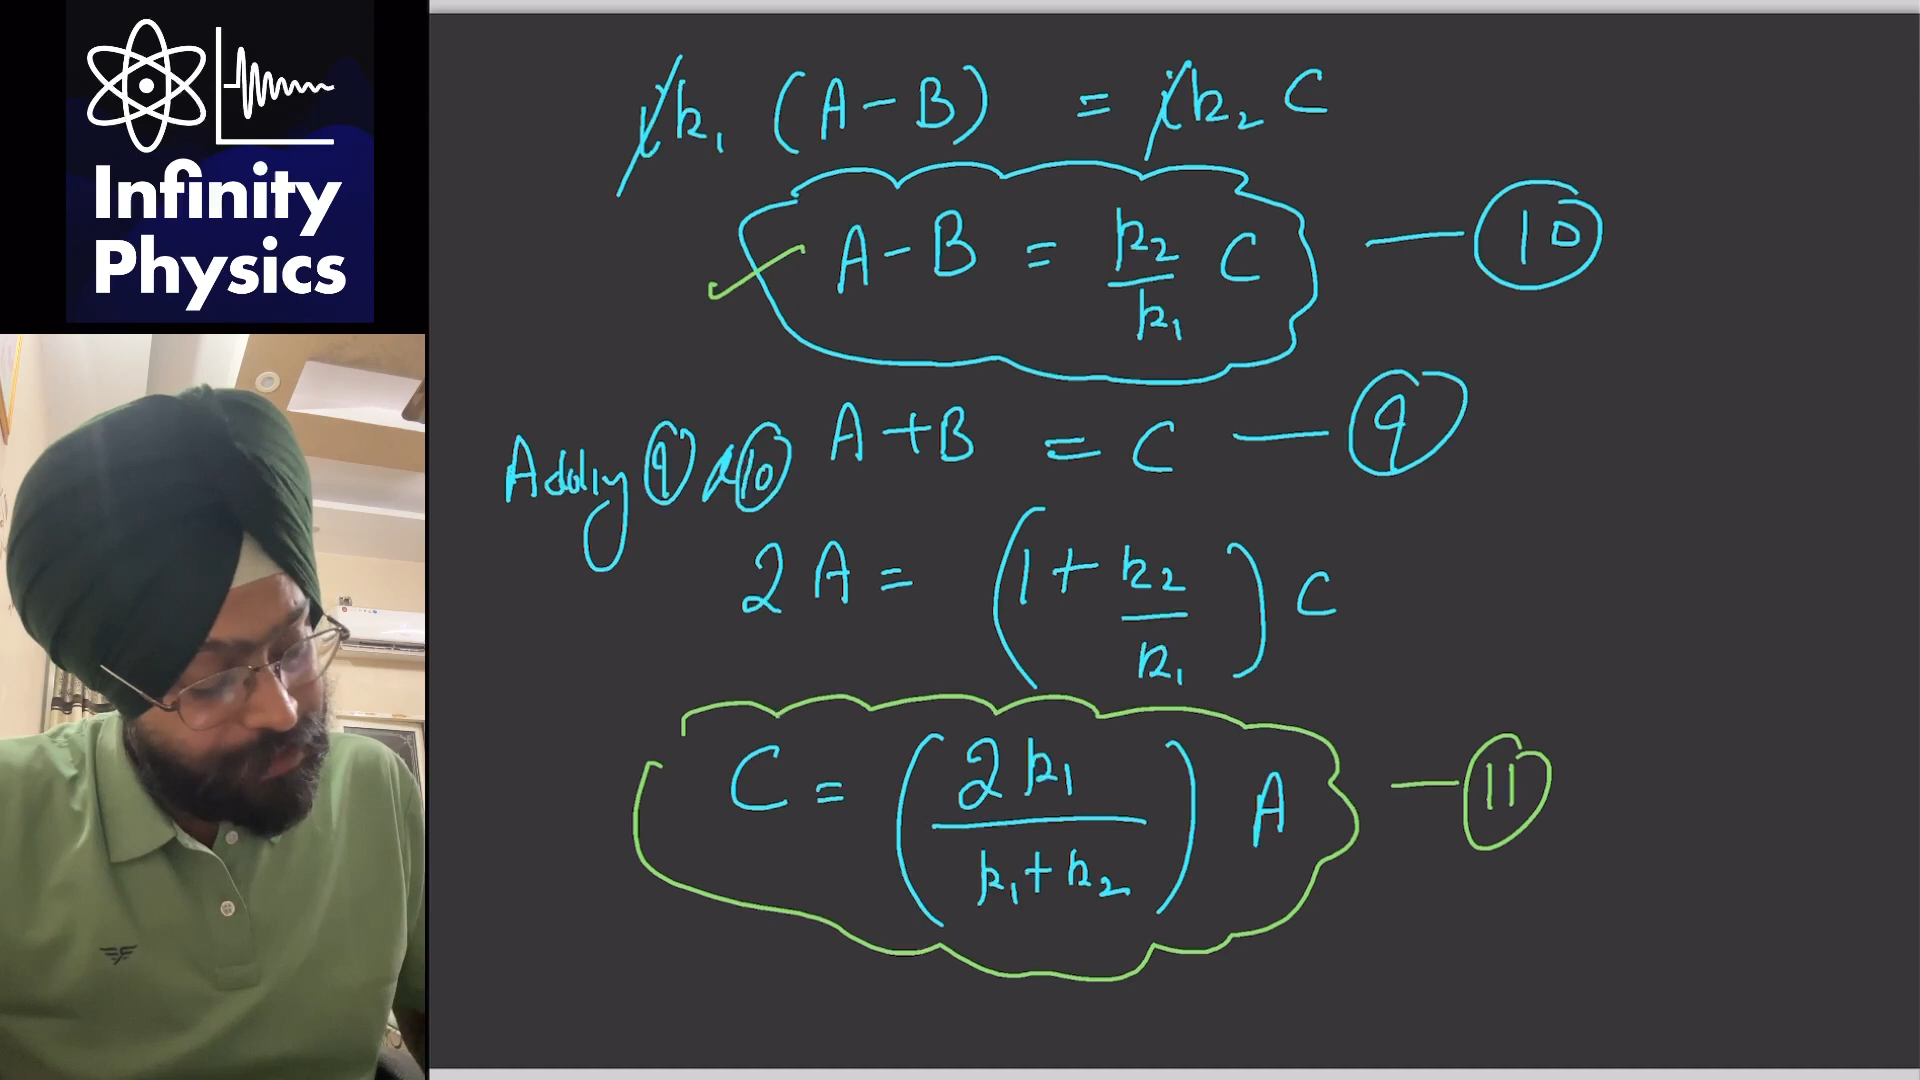 Infinity
Physics
ik₁ (A-B) = ik₂ C
A-B = k₂/k₁ C — 10
Adding 9 & 10 A+B = C — 9
2A = (1 + k₂/k₁) C
C = (2k₁/(k₁+k₂)) A — 11